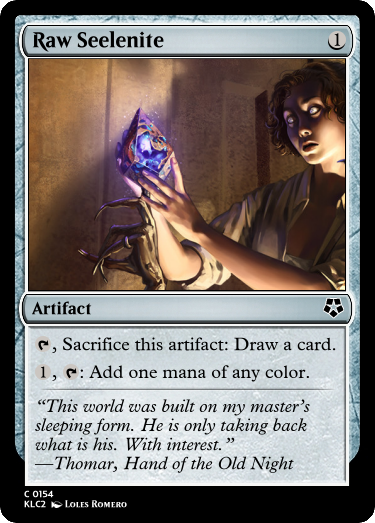 Raw Seelenite 1
Artifact
, Sacrifice this artifact: Draw a card.
1, : Add one mana of any color.
“This world was built on my master’s
sleeping form. He is only taking back
what is his. With interest.”
—Thomar, Hand of the Old Night
C 0154
KLC2 Loles Romero